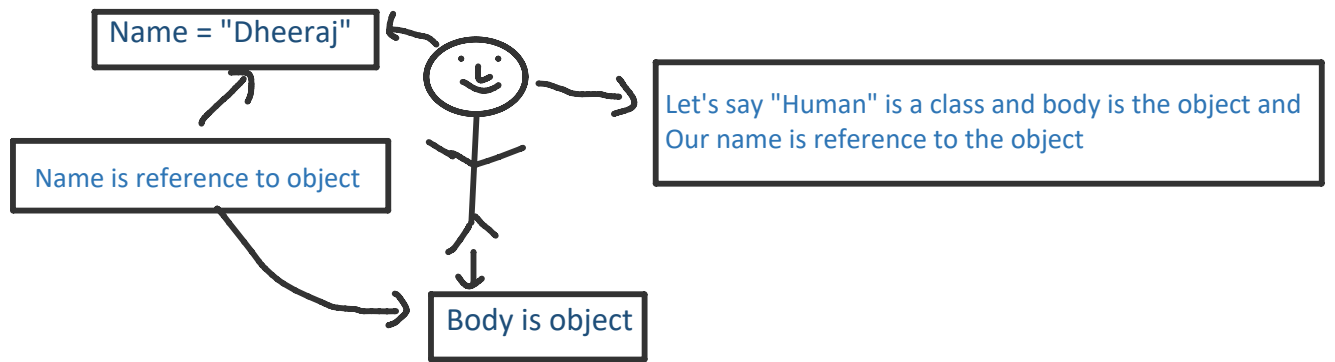 Name = "Dheeraj"
Let's say "Human" is a class and body is the object and
Our name is reference to the object
Name is reference to object
Body is object